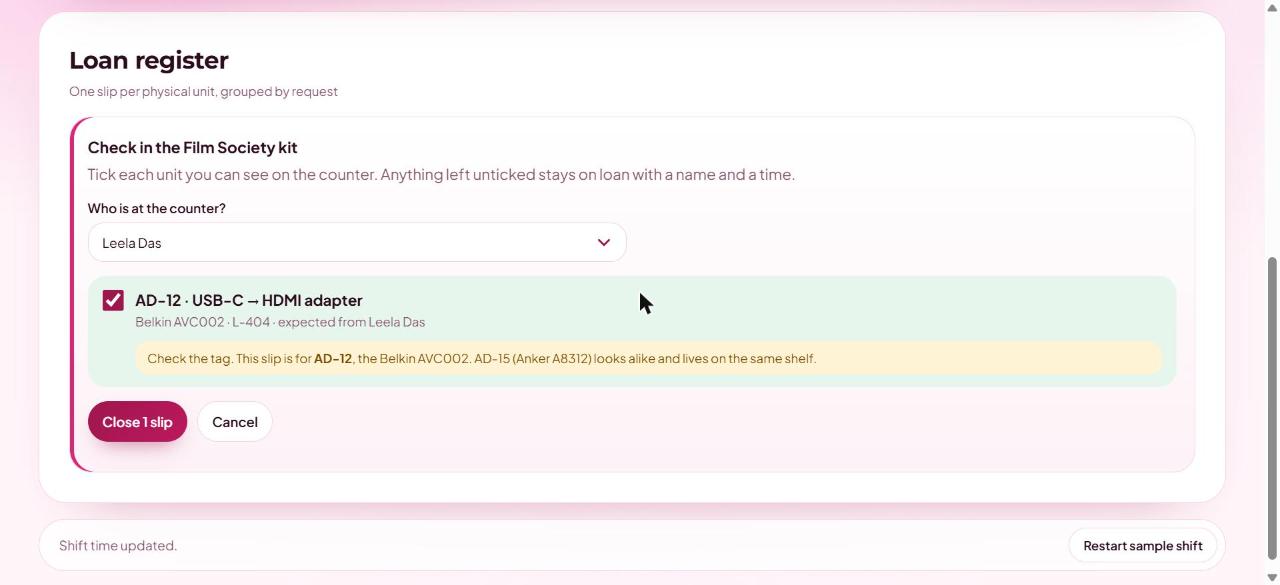 Loan register
One slip per physical unit, grouped by request
Check in the Film Society kit
Tick each unit you can see on the counter. Anything left unticked stays on loan with a name and a time.
Who is at the counter?
Leela Das
AD-12 · USB-C → HDMI adapter
Belkin AVC002 · L-404 · expected from Leela Das
Check the tag. This slip is for AD-12, the Belkin AVC002. AD-15 (Anker A8312) looks alike and lives on the same shelf.
Close 1 slip
Cancel
Shift time updated.
Restart sample shift